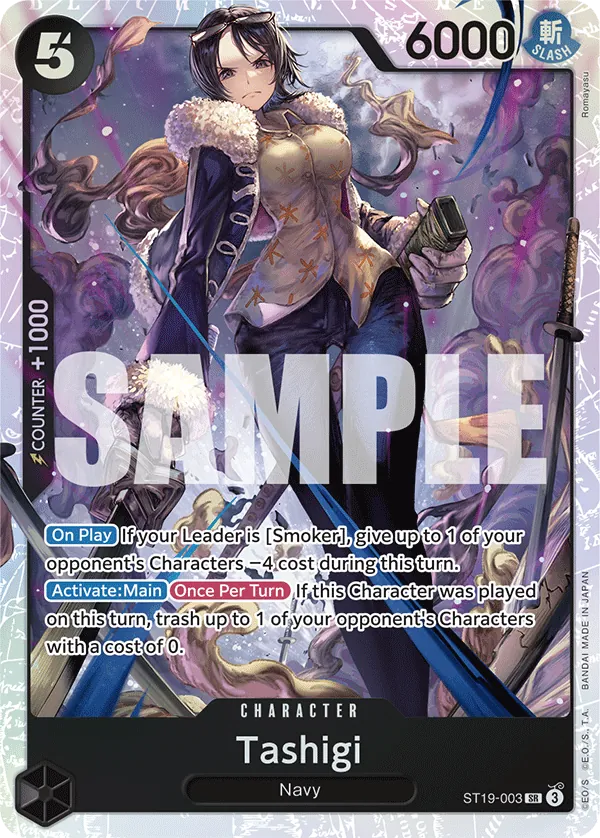 5
6000
斬
SLASH
Romayasu
COUNTER +1000
SAMPLE
On Play If your Leader is [Smoker], give up to 1 of your
opponent's Characters −4 cost during this turn.
Activate:Main Once Per Turn If this Character was played
on this turn, trash up to 1 of your opponent's Characters
with a cost of 0.
BANDAI MADE IN JAPAN
©E.O./S, T.A.
©EO/S
CHARACTER
Tashigi
Navy
ST19-003 SR 3